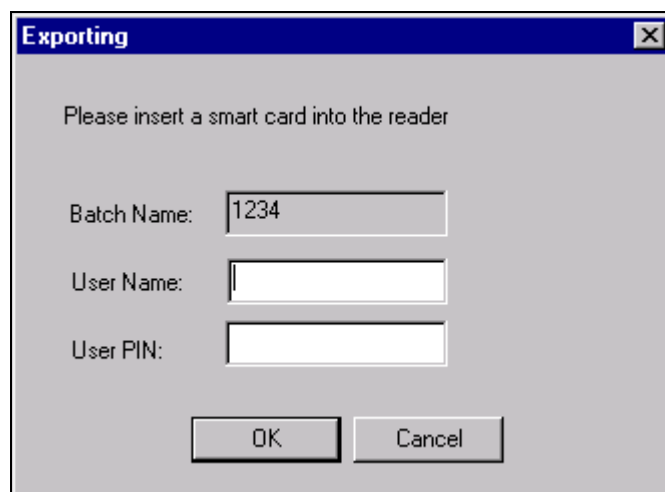 Exporting
Please insert a smart card into the reader
Batch Name: 1234
User Name:
User PIN:
OK Cancel